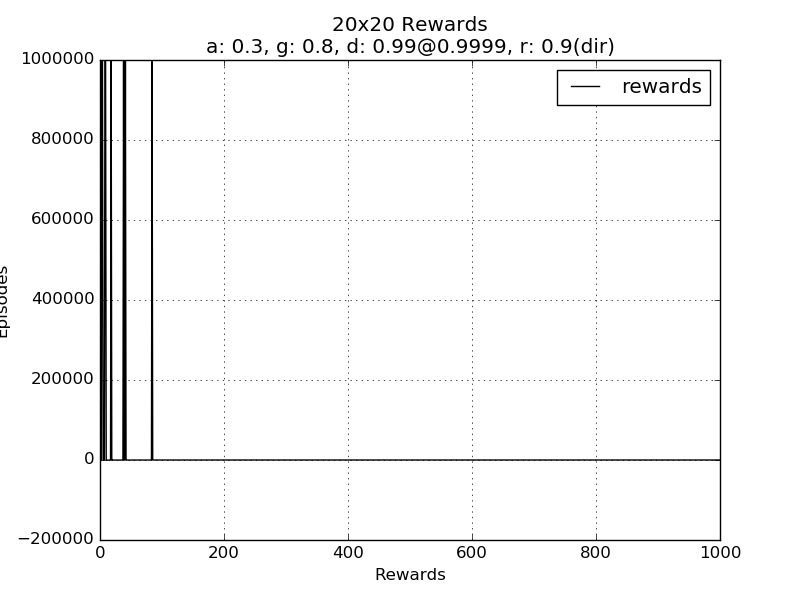 20x20 Rewards
a: 0.3, g: 0.8, d: 0.99@0.9999, r: 0.9(dir)
1000000
800000
600000
400000
200000
0
−200000
Episodes
rewards
0 200 400 600 800 1000
Rewards